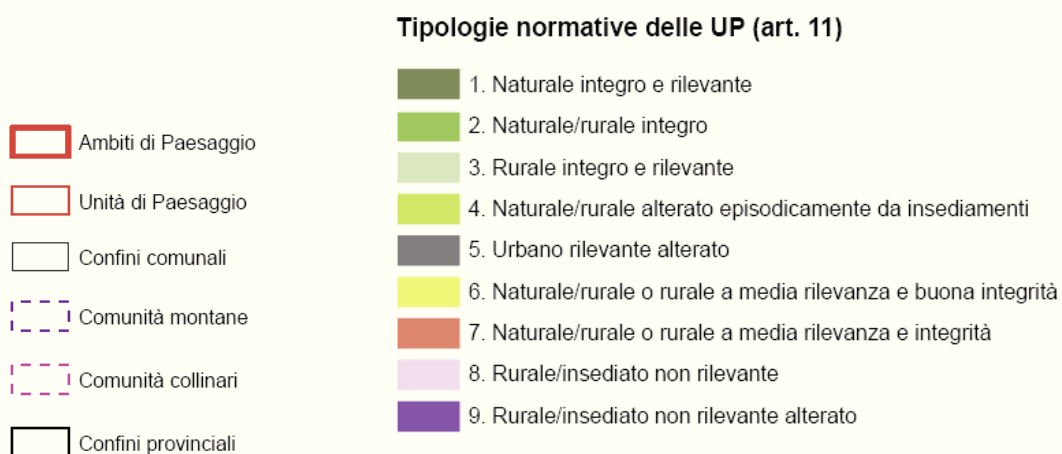 Tipologie normative delle UP (art. 11)
Ambiti di Paesaggio
Unità di Paesaggio
Confini comunali
Comunità montane
Comunità collinari
Confini provinciali
1. Naturale integro e rilevante
2. Naturale/rurale integro
3. Rurale integro e rilevante
4. Naturale/rurale alterato episodicamente da insediamenti
5. Urbano rilevante alterato
6. Naturale/rurale o rurale a media rilevanza e buona integrità
7. Naturale/rurale o rurale a media rilevanza e integrità
8. Rurale/insediato non rilevante
9. Rurale/insediato non rilevante alterato